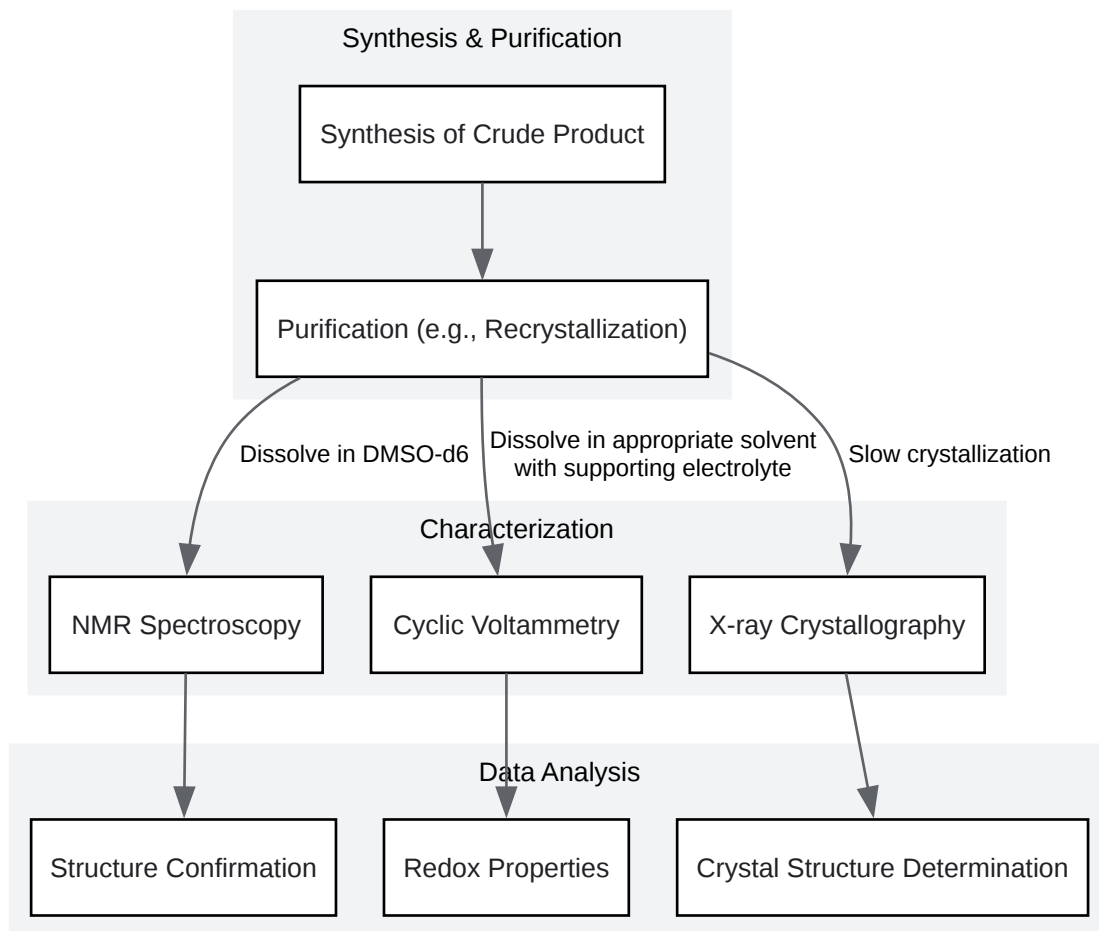 Synthesis & Purification
Synthesis of Crude Product
Purification (e.g., Recrystallization)
Dissolve in DMSO-d6
Dissolve in appropriate solvent
with supporting electrolyte
Slow crystallization
Characterization
NMR Spectroscopy
Cyclic Voltammetry
X-ray Crystallography
Data Analysis
Structure Confirmation
Redox Properties
Crystal Structure Determination